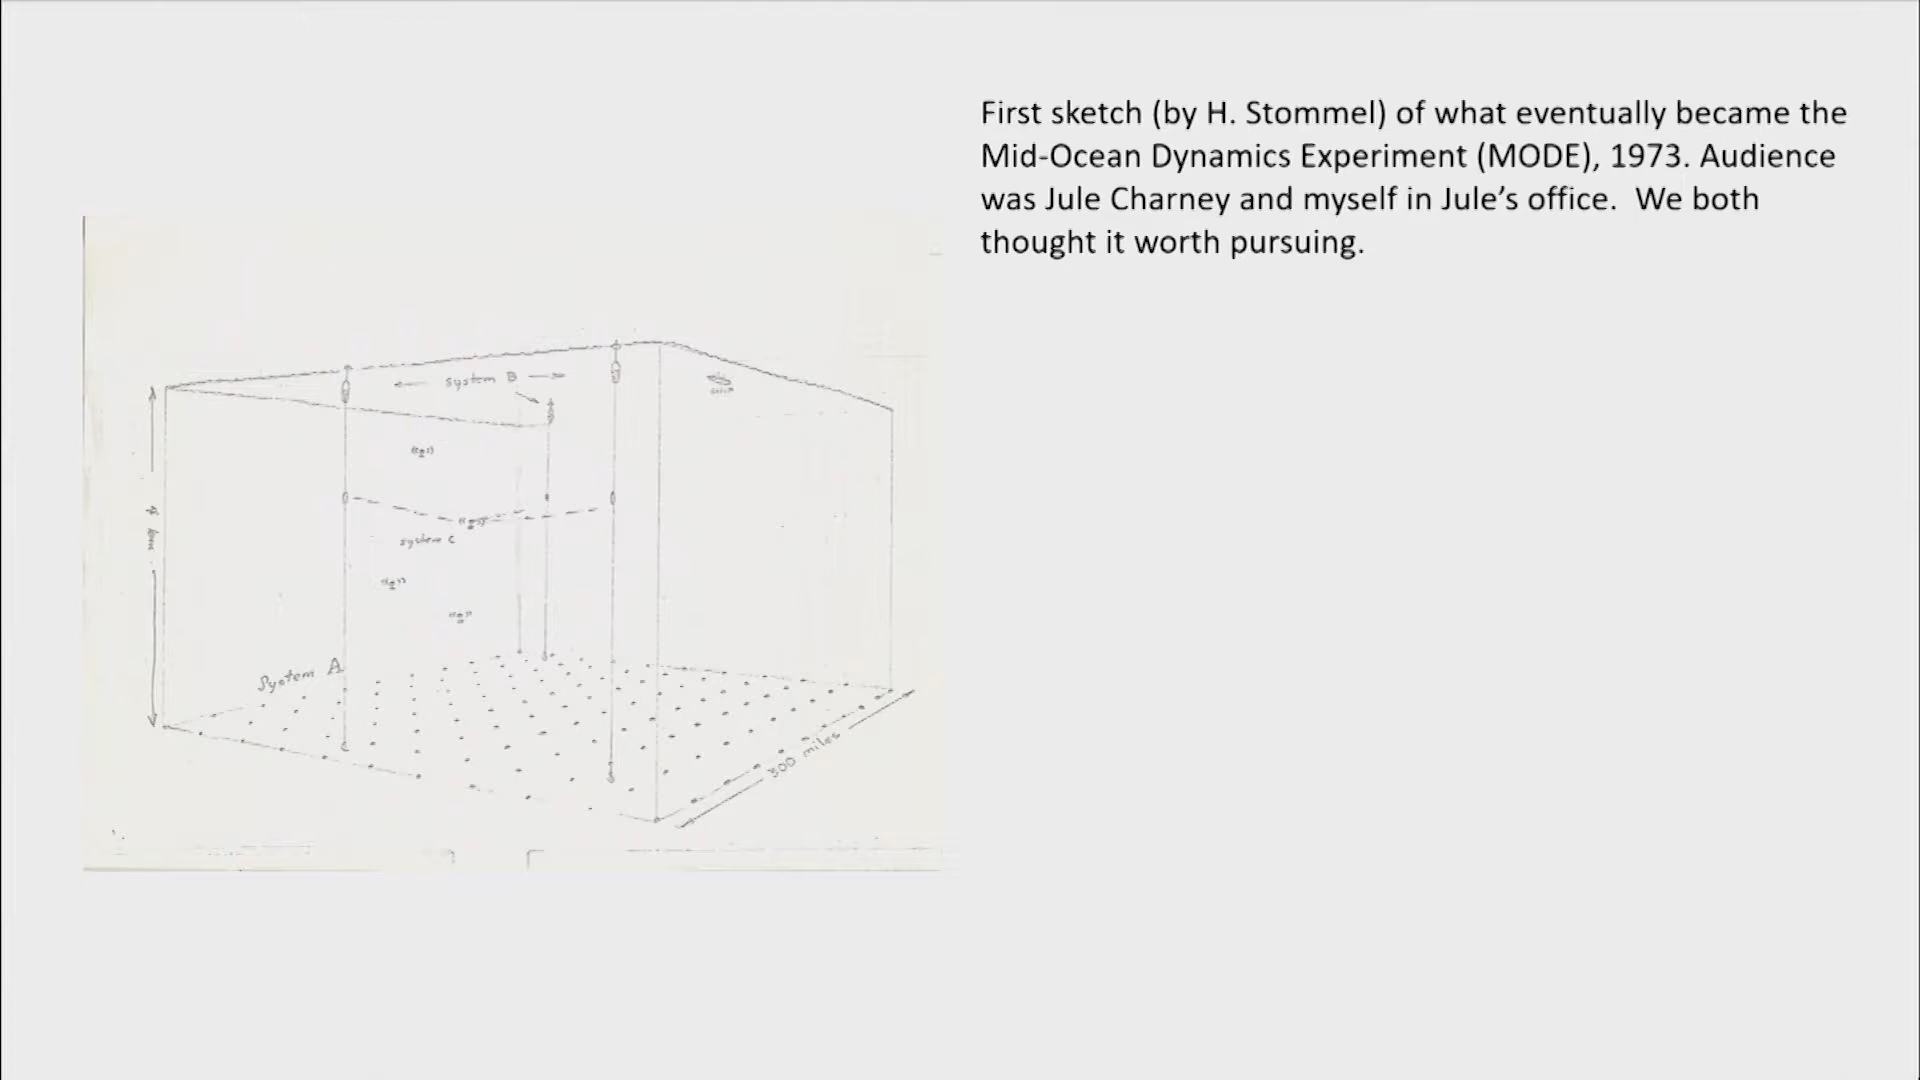 First sketch (by H. Stommel) of what eventually became the
Mid-Ocean Dynamics Experiment (MODE), 1973. Audience
was Jule Charney and myself in Jule’s office.  We both
thought it worth pursuing.
system B
system C
System A
300 miles